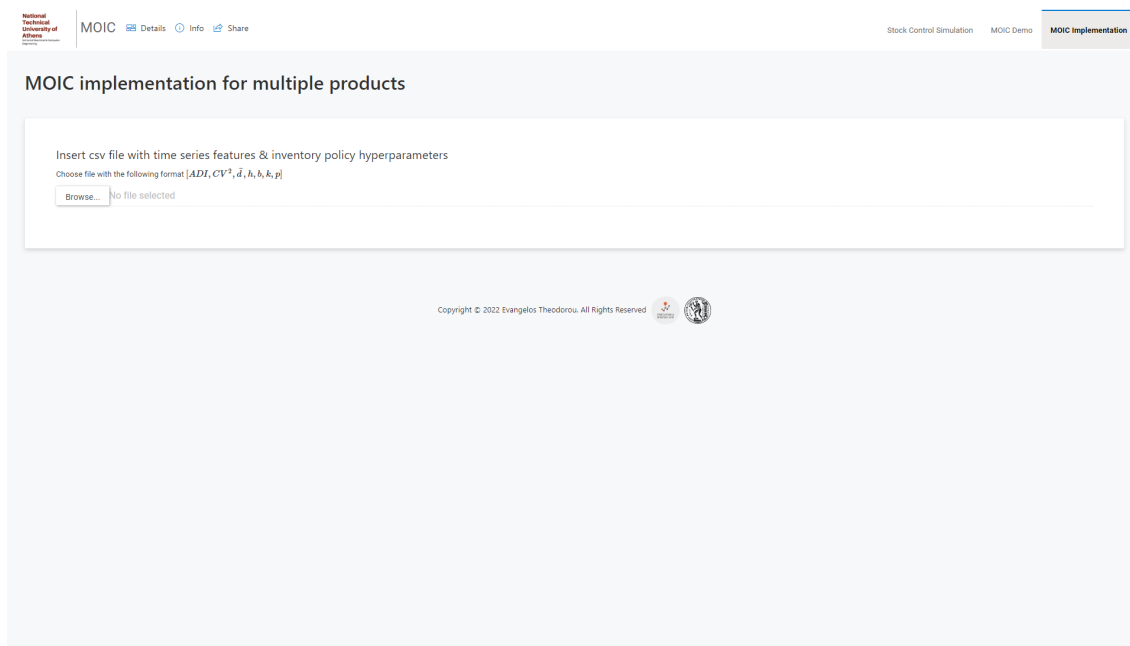 National
Technical
University of
Athens
MOIC Details Info Share
Stock Control Simulation MOIC Demo MOIC Implementation
MOIC implementation for multiple products
Insert csv file with time series features & inventory policy hyperparameters
Choose file with the following format [ADI, CV², d̄, h, b, k, p]
Browse... No file selected
Copyright © 2022 Evangelos Theodorou. All Rights Reserved